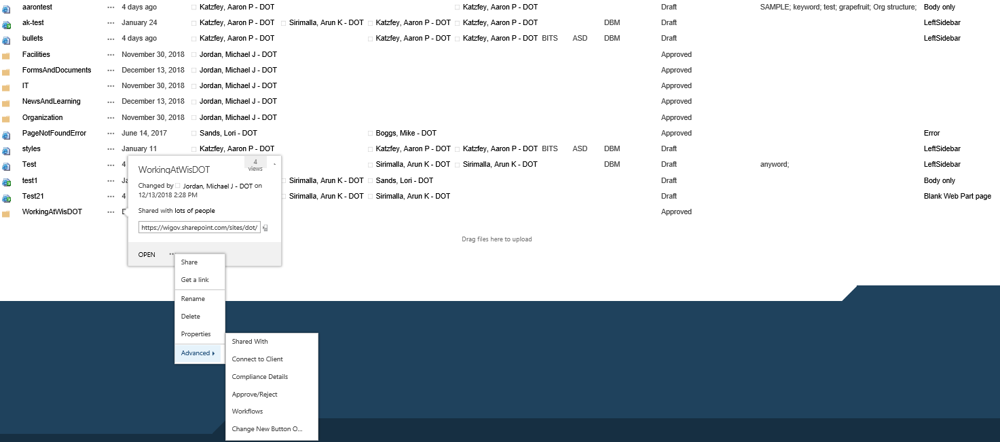 aarontest ••• 4 days ago Katzfey, Aaron P - DOT Katzfey, Aaron P - DOT Draft SAMPLE; keyword; test; grapefruit; Org structure; Body only
ak-test ••• January 24 Katzfey, Aaron P - DOT Sirimalla, Arun K - DOT Katzfey, Aaron P - DOT Katzfey, Aaron P - DOT DBM Draft LeftSidebar
bullets ••• 4 days ago Katzfey, Aaron P - DOT Katzfey, Aaron P - DOT Katzfey, Aaron P - DOT BITS ASD DBM Draft LeftSidebar
Facilities ••• November 30, 2018 Jordan, Michael J - DOT Approved
FormsAndDocuments ••• December 13, 2018 Jordan, Michael J - DOT Approved
IT ••• November 30, 2018 Jordan, Michael J - DOT Approved
NewsAndLearning ••• December 13, 2018 Jordan, Michael J - DOT Approved
Organization ••• November 30, 2018 Jordan, Michael J - DOT Approved
PageNotFoundError ••• June 14, 2017 Sands, Lori - DOT Boggs, Mike - DOT Approved Error
styles ••• January 11 Katzfey, Aaron P - DOT Katzfey, Aaron P - DOT Katzfey, Aaron P - DOT BITS ASD DBM Draft LeftSidebar
Test ••• 4 Sirimalla, Arun K - DOT Sirimalla, Arun K - DOT DBM Draft anyword; LeftSidebar
test1 ••• Ja Sirimalla, Arun K - DOT Sands, Lori - DOT Draft Body only
Test21 ••• 4 Sirimalla, Arun K - DOT Sirimalla, Arun K - DOT Draft Blank Web Part page
WorkingAtWisDOT ••• Approved
WorkingAtWisDOT
4
views
Changed by Jordan, Michael J - DOT on
12/13/2018 2:28 PM
Shared with lots of people
https://wigov.sharepoint.com/sites/dot/
OPEN
Drag files here to upload
Share
Get a link
Rename
Delete
Properties
Advanced
Shared With
Connect to Client
Compliance Details
Approve/Reject
Workflows
Change New Button O...